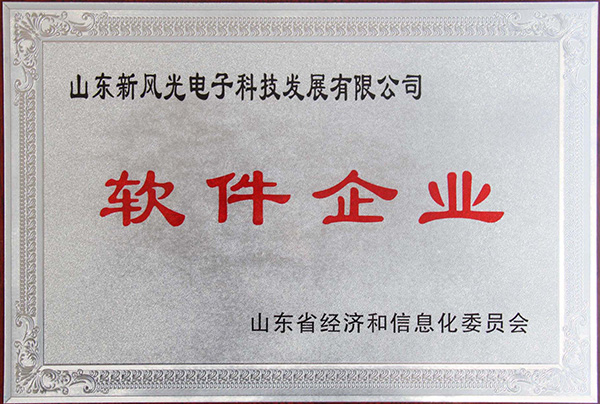 山东新风光电子科技发展有限公司
软件企业
山东省经济和信息化委员会